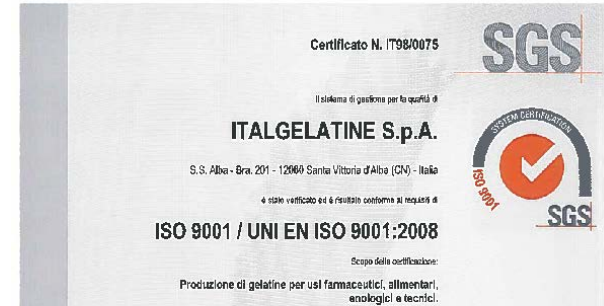 Certificato N. IT98/0075
SGS
Il sistema di gestione per la qualità di
ITALGELATINE S.p.A.
S.S. Alba - Bra, 201 - 12060 Santa Vittoria d'Alba (CN) - Italia
è stato verificato ed è risultato conforme ai requisiti di
ISO 9001 / UNI EN ISO 9001:2008
Scopo della certificazione:
Produzione di gelatine per usi farmaceutici, alimentari,
enologici e tecnici.
SYSTEM CERTIFICATION
ISO 9001
SGS